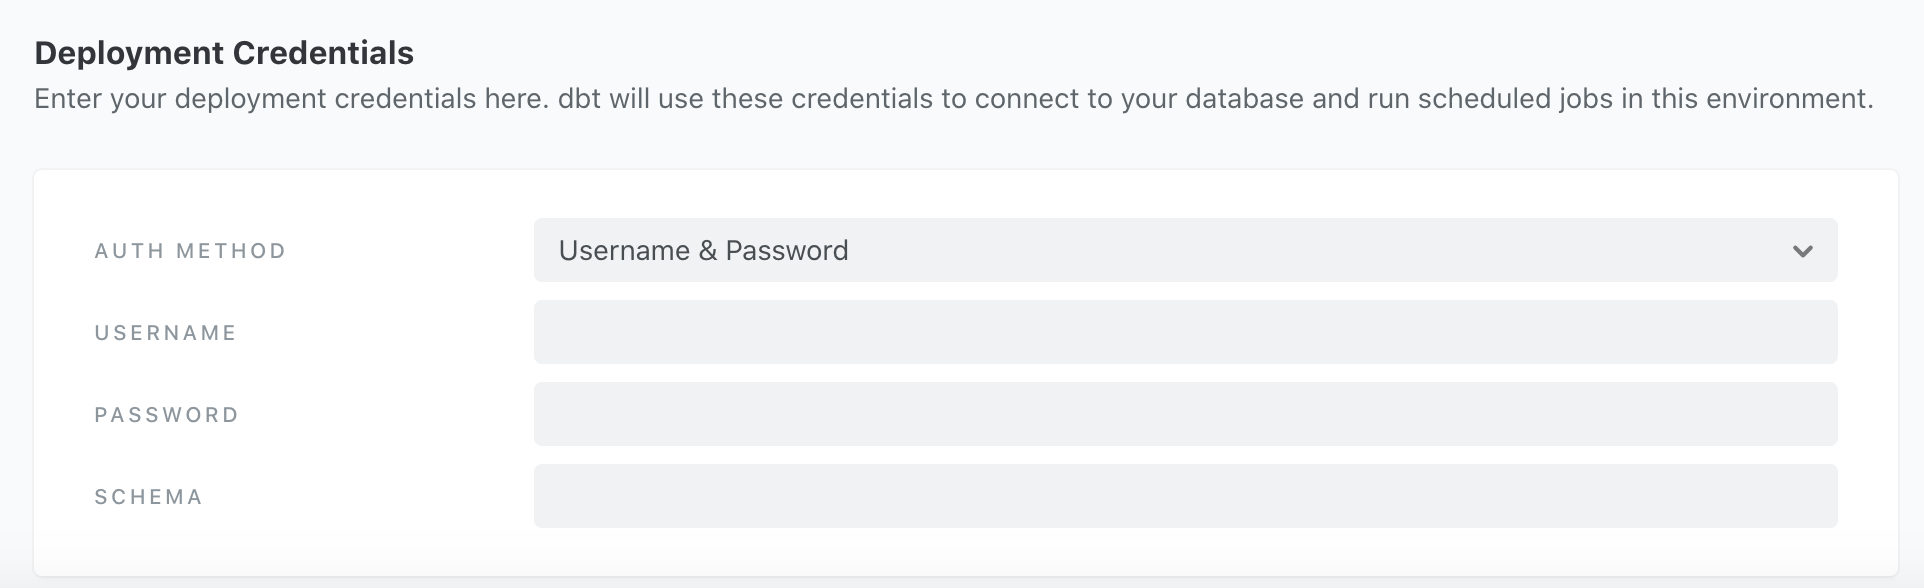 Deployment Credentials
Enter your deployment credentials here. dbt will use these credentials to connect to your database and run scheduled jobs in this environment.
AUTH METHOD
Username & Password
USERNAME
PASSWORD
SCHEMA